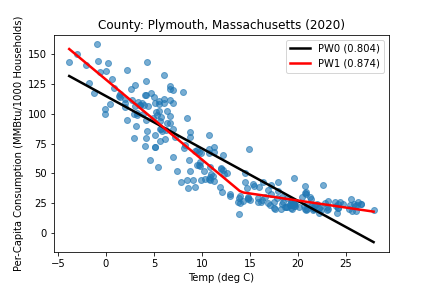 County: Plymouth, Massachusetts (2020)
PW0 (0.804)
PW1 (0.874)
Per-Capita Consumption (MMBtu/1000 Households)
150
125
100
75
50
25
0
−5
0
5
10
15
20
25
Temp (deg C)